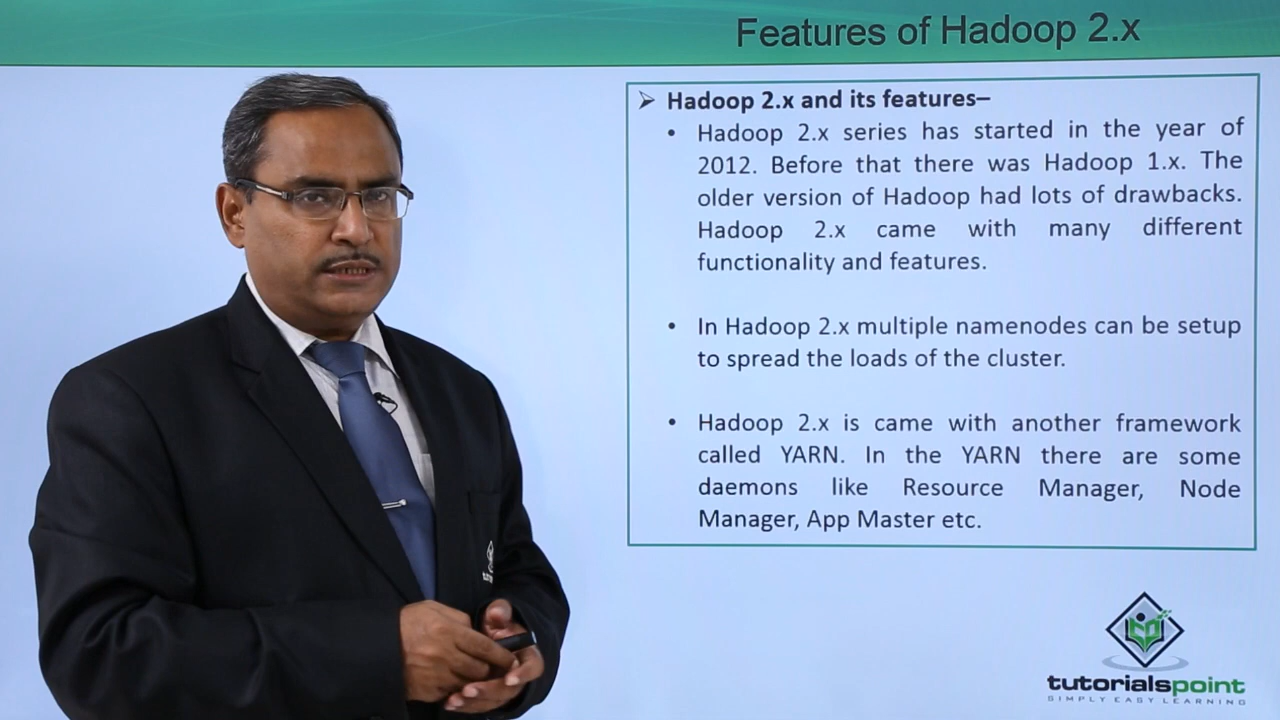 Features of Hadoop 2.x
➢ Hadoop 2.x and its features–
• Hadoop 2.x series has started in the year of
2012. Before that there was Hadoop 1.x. The
older version of Hadoop had lots of drawbacks.
Hadoop 2.x came with many different
functionality and features.
• In Hadoop 2.x multiple namenodes can be setup
to spread the loads of the cluster.
• Hadoop 2.x is came with another framework
called YARN. In the YARN there are some
daemons like Resource Manager, Node
Manager, App Master etc.
tutorialspoint
SIMPLY EASY LEARNING